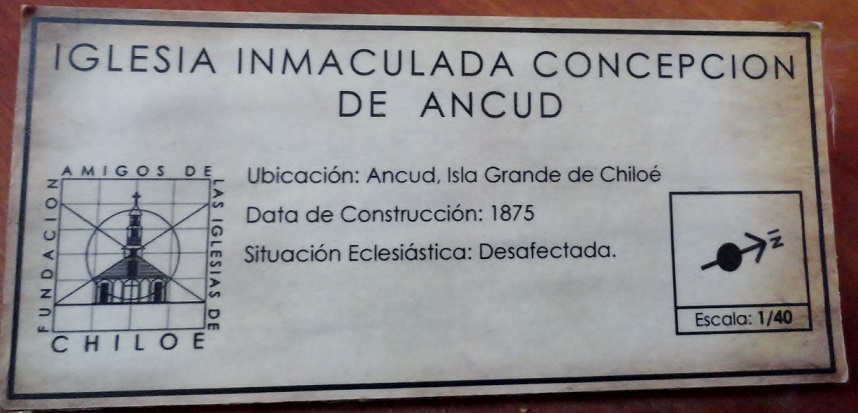 IGLESIA INMACULADA CONCEPCION
DE ANCUD
FUNDACION
AMIGOS DE
LAS IGLESIAS DE
CHILOE
Ubicación: Ancud, Isla Grande de Chiloé
Data de Construcción: 1875
Situación Eclesiástica: Desafectada.
N
Escala: 1/40